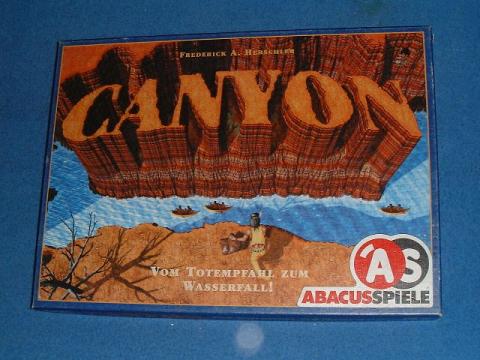 FREDERICK A. HERSCHLER
CANYON
VOM TOTEMPFAHL ZUM
WASSERFALL!
AS
ABACUSSPIELE